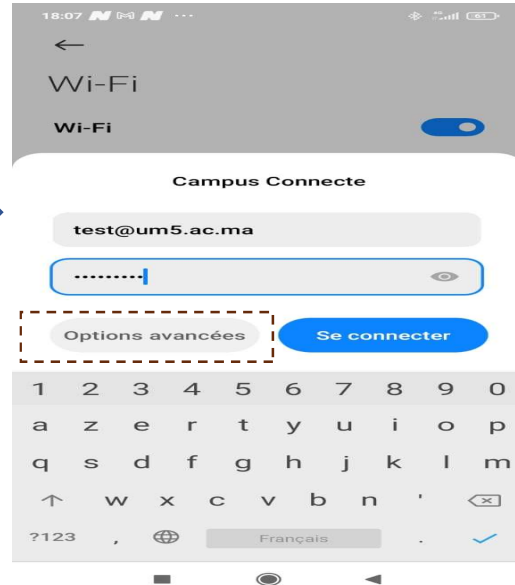 18:07
Wi-Fi
Wi-Fi
Campus Connecte
test@um5.ac.ma
Options avancées Se connecter
1 2 3 4 5 6 7 8 9 0
a z e r t y u i o p
q s d f g h j k l m
w x c v b n '
?123 , Français .